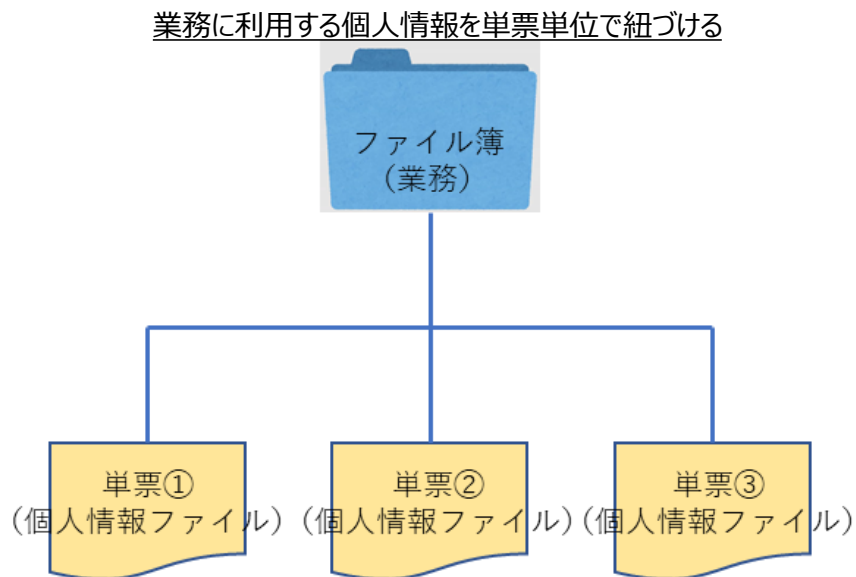 業務に利用する個人情報を単票単位で紐づける
ファイル簿
（業務）
単票①
（個人情報ファイル）
単票②
（個人情報ファイル）
単票③
（個人情報ファイル）